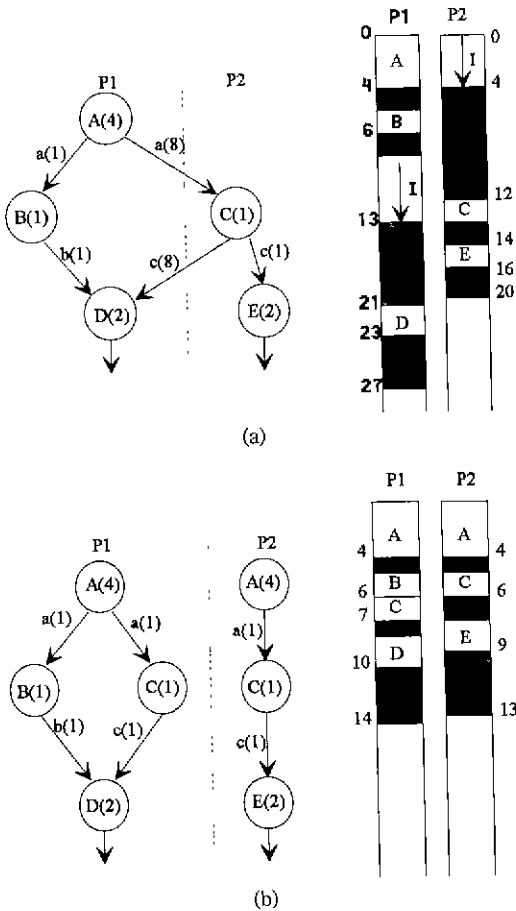 P1 P2
0 0
P1 P2
A I
A(4)
4 4
a(1) a(8)
B
6
I
B(1) C(1)
12
C
13
14
b(1) c(8) c(1)
E
16
D(2) E(2)
21 20
D
23
27
(a)
P1 P2
P1 P2
A A
A(4) A(4)
4 4
a(1) a(1) a(1)
B C
6 6
C
7
B(1) C(1) C(1)
D E
10 9
b(1) c(1) c(1)
14 13
D(2) E(2)
(b)